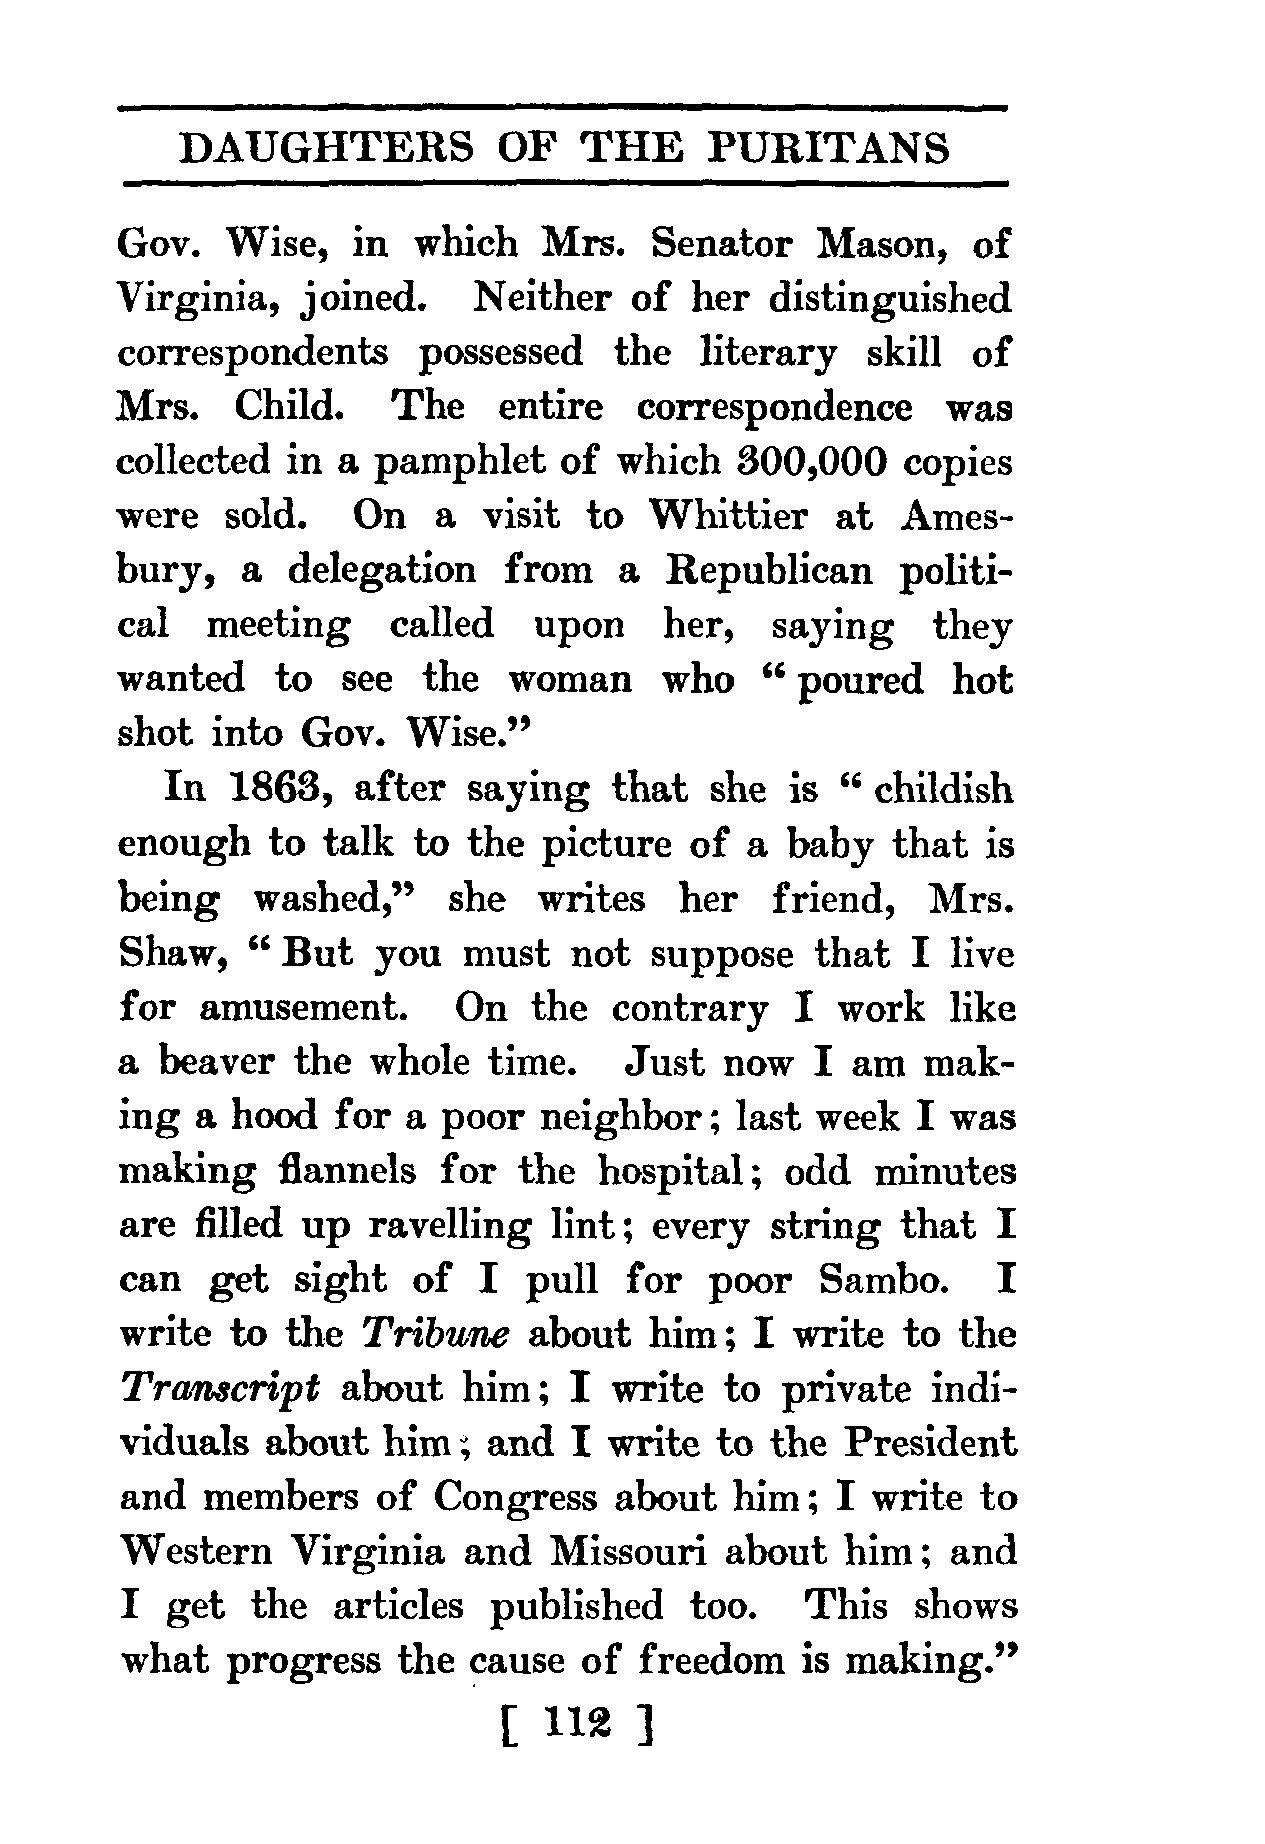 DAUGHTERS OF THE PURITANS
Gov. Wise, in which Mrs. Senator Mason, of
Virginia, joined. Neither of her distinguished
correspondents possessed the literary skill of
Mrs. Child. The entire correspondence was
collected in a pamphlet of which 300,000 copies
were sold. On a visit to Whittier at Ames-
bury, a delegation from a Republican politi-
cal meeting called upon her, saying they
wanted to see the woman who “ poured hot
shot into Gov. Wise.”
In 1863, after saying that she is “ childish
enough to talk to the picture of a baby that is
being washed,” she writes her friend, Mrs.
Shaw, “ But you must not suppose that I live
for amusement. On the contrary I work like
a beaver the whole time. Just now I am mak-
ing a hood for a poor neighbor; last week I was
making flannels for the hospital; odd minutes
are filled up ravelling lint; every string that I
can get sight of I pull for poor Sambo. I
write to the Tribune about him; I write to the
Transcript about him; I write to private indi-
viduals about him; and I write to the President
and members of Congress about him; I write to
Western Virginia and Missouri about him; and
I get the articles published too. This shows
what progress the cause of freedom is making.”
[ 112 ]